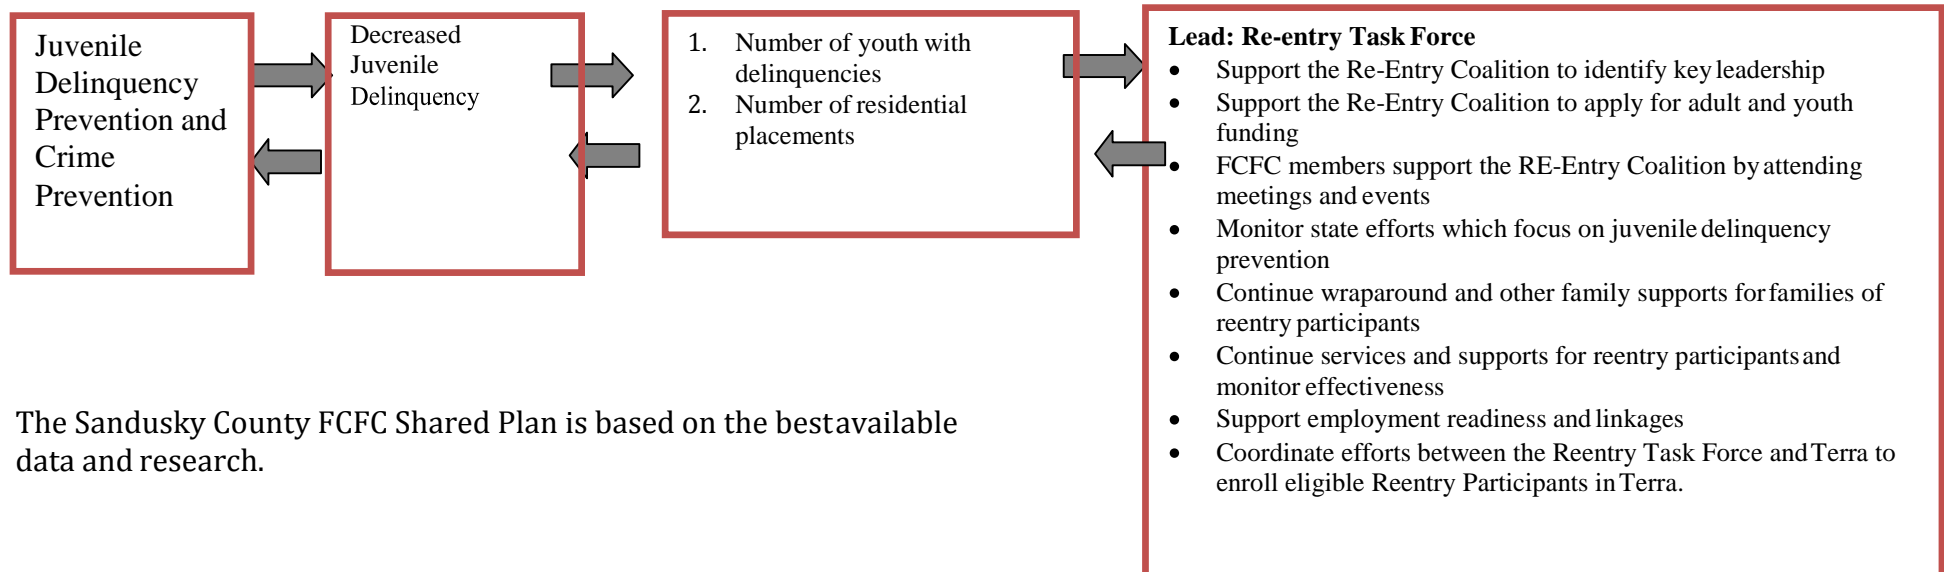 Juvenile
Delinquency
Prevention and
Crime
Prevention
Decreased
Juvenile
Delinquency
1. Number of youth with
delinquencies
2. Number of residential
placements
Lead: Re-entry Task Force
• Support the Re-Entry Coalition to identify key leadership
• Support the Re-Entry Coalition to apply for adult and youth
funding
• FCFC members support the RE-Entry Coalition by attending
meetings and events
• Monitor state efforts which focus on juvenile delinquency
prevention
• Continue wraparound and other family supports for families of
reentry participants
• Continue services and supports for reentry participants and
monitor effectiveness
• Support employment readiness and linkages
• Coordinate efforts between the Reentry Task Force and Terra to
enroll eligible Reentry Participants in Terra.
The Sandusky County FCFC Shared Plan is based on the best available
data and research.